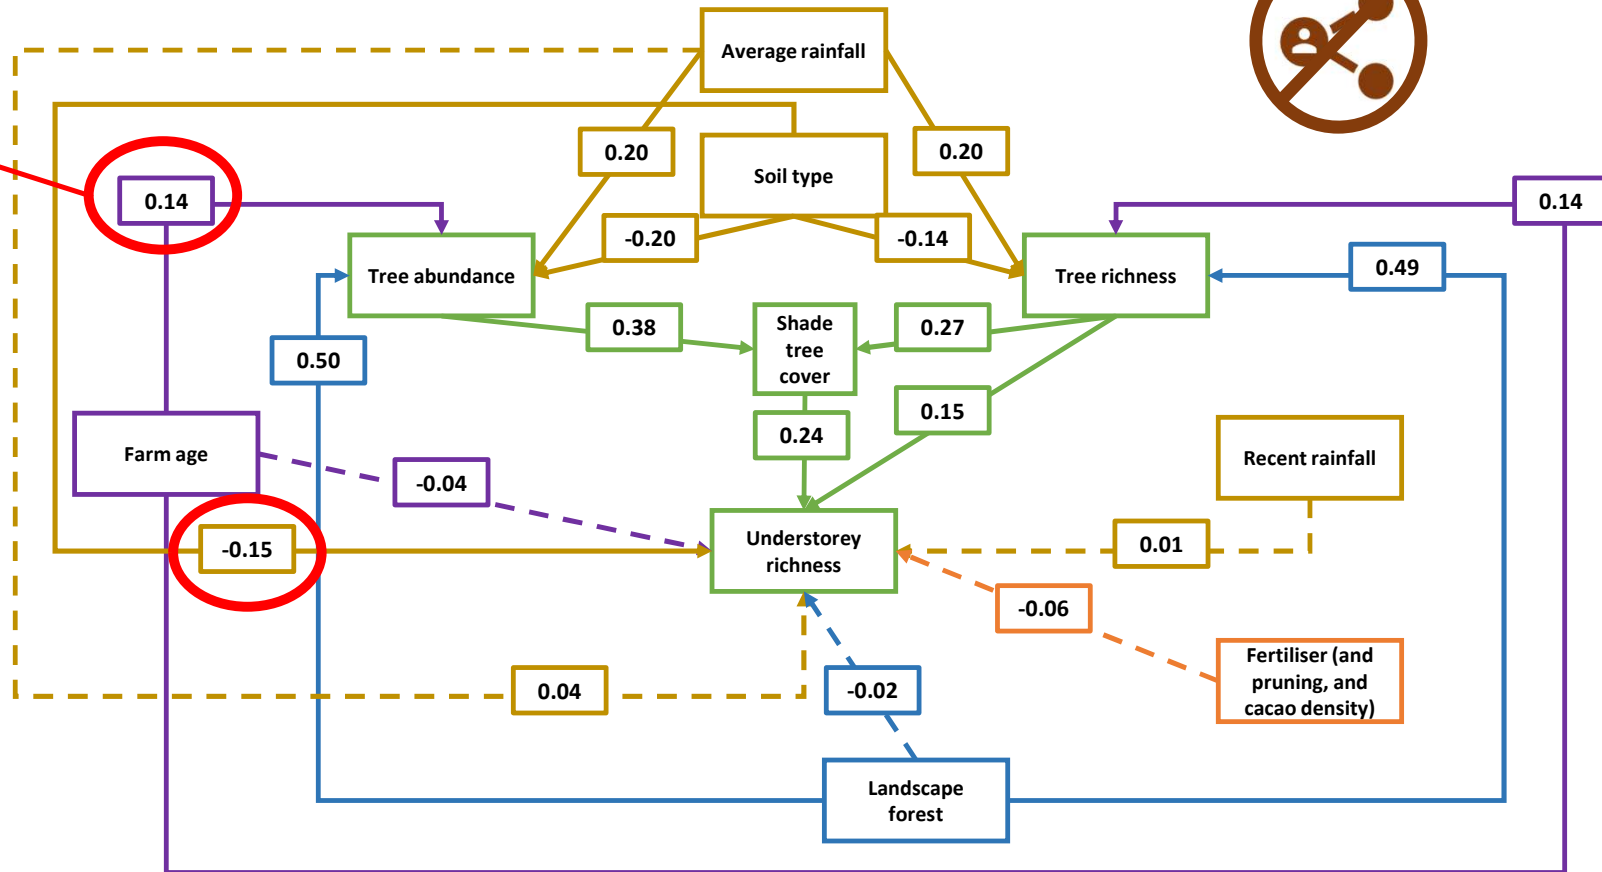 Average rainfall
0.20
0.20
Soil type
0.14
0.14
-0.20
-0.14
Tree abundance
Tree richness
0.49
0.38
Shade
tree
cover
0.27
0.50
0.15
0.24
Farm age
Recent rainfall
-0.04
-0.15
Understorey
richness
0.01
-0.06
Fertiliser (and
pruning, and
cacao density)
0.04
-0.02
Landscape
forest